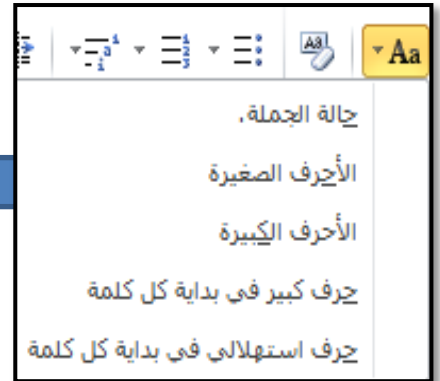 Aa
حالة الجملة.
الأحرف الصغيرة
الأحرف الكبيرة
حرف كبير في بداية كل كلمة
حرف استهلالي في بداية كل كلمة